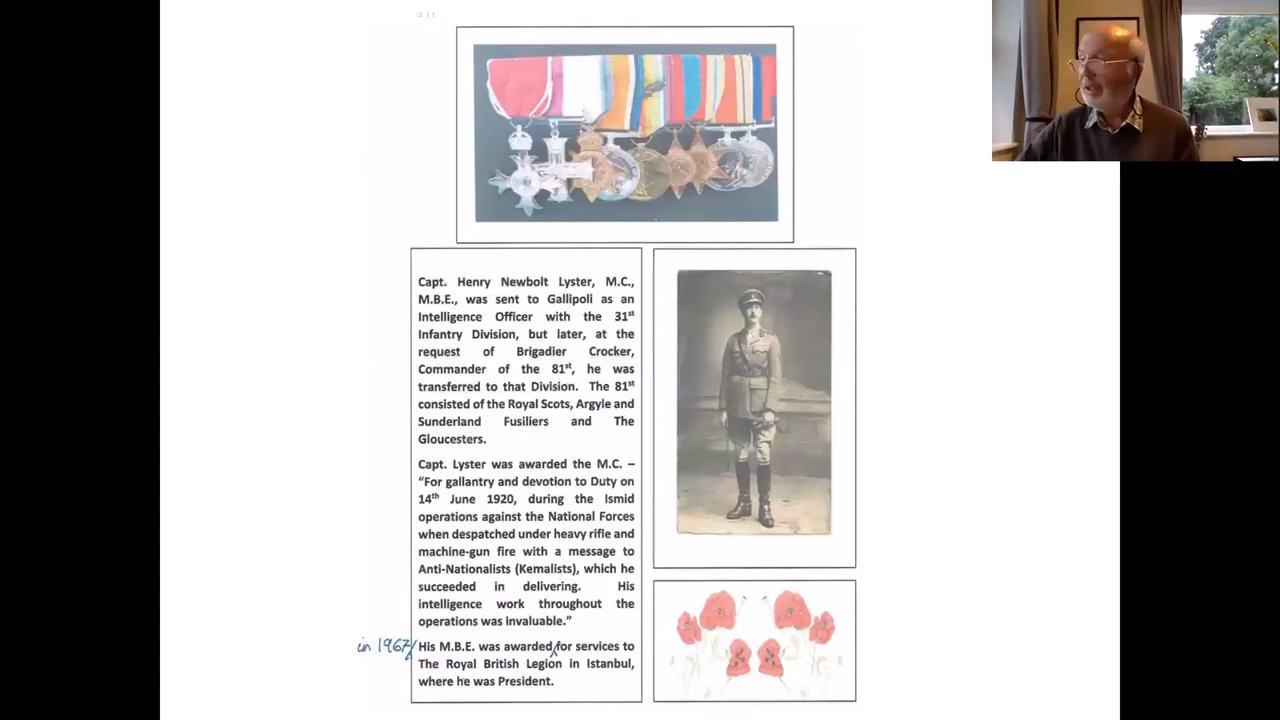 Capt. Henry Newbolt Lyster, M.C.,
M.B.E., was sent to Gallipoli as an
Intelligence Officer with the 31st
Infantry Division, but later, at the
request of Brigadier Crocker,
Commander of the 81st, he was
transferred to that Division. The 81st
consisted of the Royal Scots, Argyle and
Sunderland Fusiliers and The
Gloucesters.
Capt. Lyster was awarded the M.C. –
“For gallantry and devotion to Duty on
14th June 1920, during the Ismid
operations against the National Forces
when despatched under heavy rifle and
machine-gun fire with a message to
Anti-Nationalists (Kemalists), which he
succeeded in delivering. His
intelligence work throughout the
operations was invaluable.”
in 1967/ His M.B.E. was awarded for services to
The Royal British Legion in Istanbul,
where he was President.